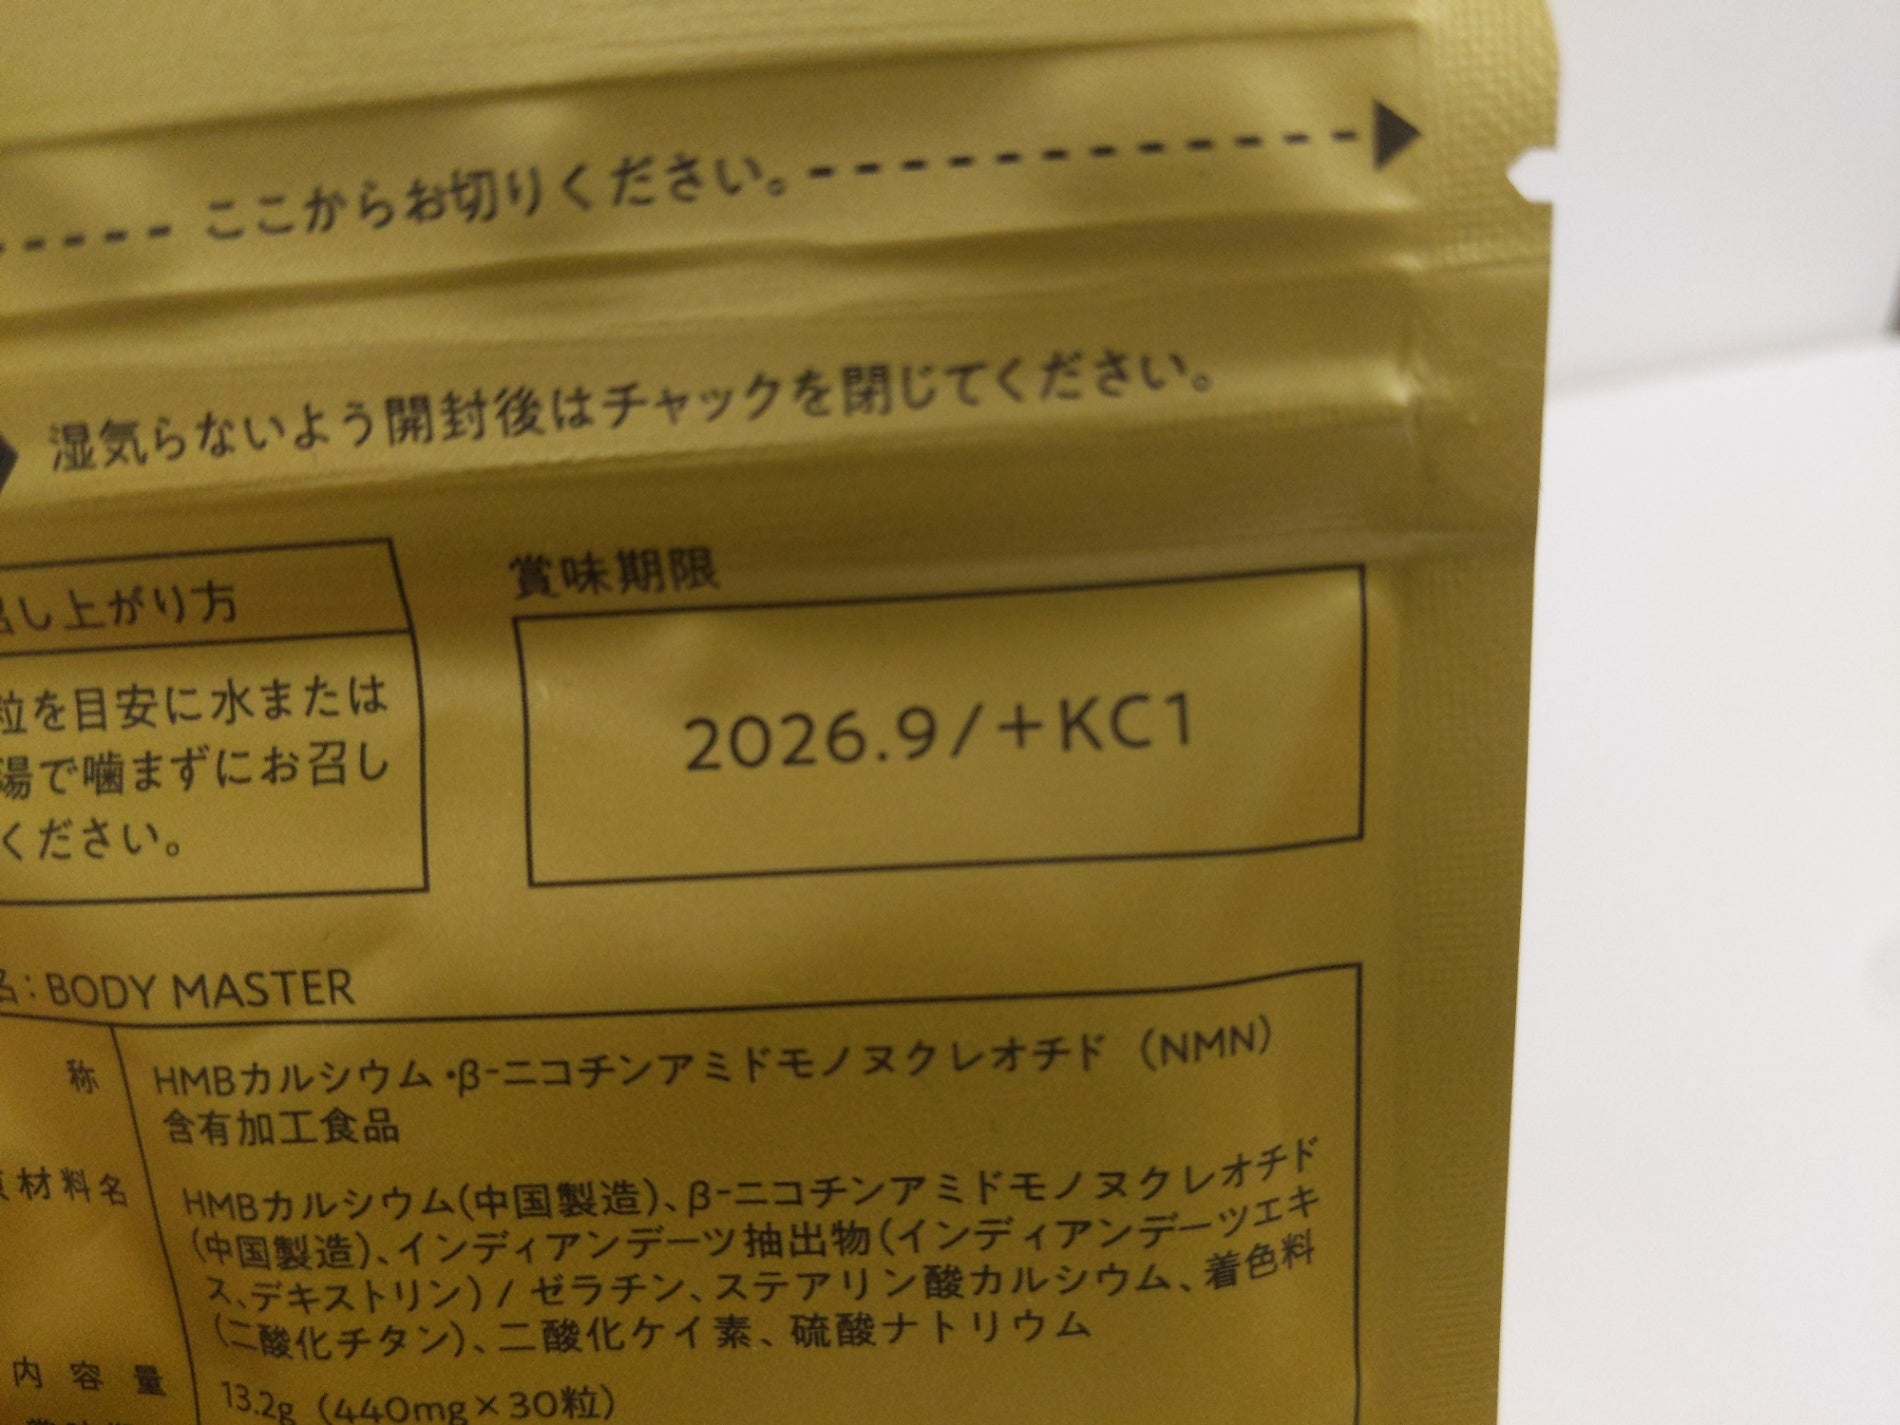 ここからお切りください。
湿気らないよう開封後はチャックを閉じてください。
し上がり方
賞味期限
粒を目安に水または
湯で噛まずにお召し
ください。
2026.9/+KC1
名:BODY MASTER
称
HMBカルシウム・β-ニコチンアミドモノヌクレオチド (NMN)
含有加工食品
材料名
HMBカルシウム(中国製造)、β-ニコチンアミドモノヌクレオチド
(中国製造)、インディアンデーツ抽出物(インディアンデーツエキ
ス、デキストリン) / ゼラチン、ステアリン酸カルシウム、着色料
(二酸化チタン)、二酸化ケイ素、硫酸ナトリウム
内容量
13.2g (440mg×30粒)